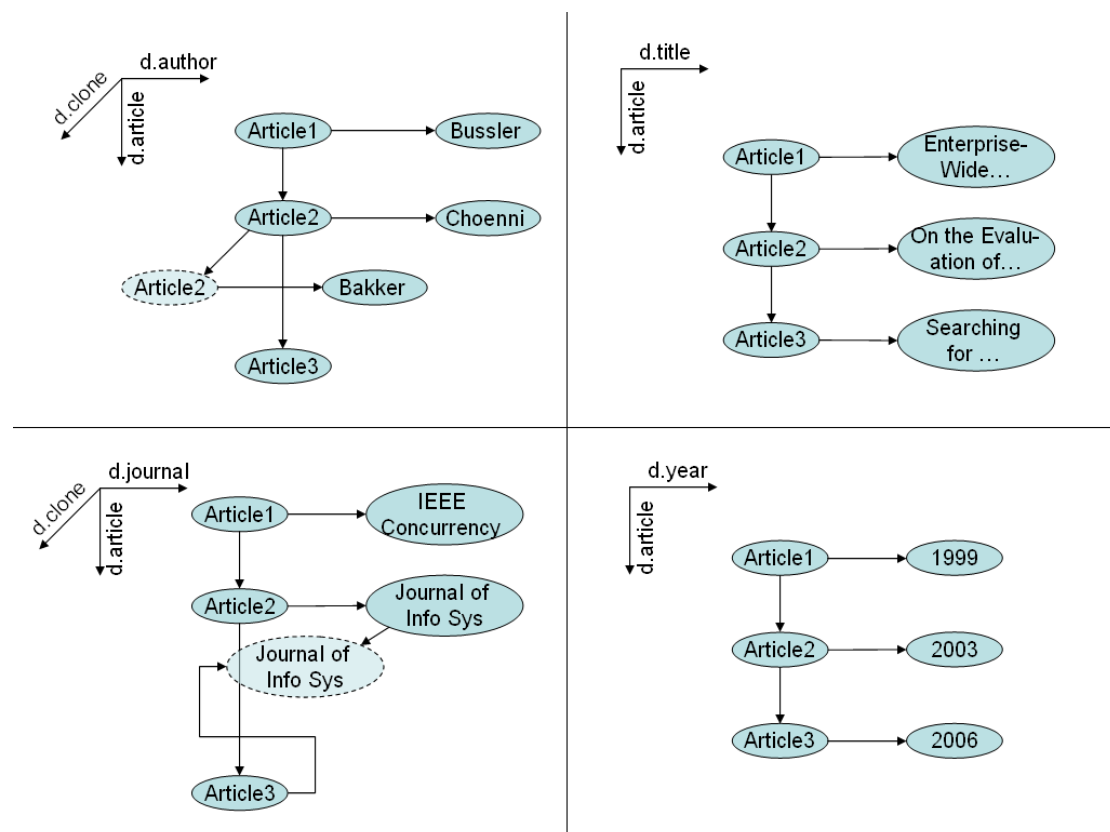 d.author
d.clone
d.article
Article1
Bussler
Article2
Choenni
Article2
Bakker
Article3
d.title
d.article
Article1
Enterprise-
Wide…
Article2
On the Evalu-
ation of…
Article3
Searching
for …
d.journal
d.clone
d.article
Article1
IEEE
Concurrency
Article2
Journal of
Info Sys
Journal of
Info Sys
Article3
d.year
d.article
Article1
1999
Article2
2003
Article3
2006